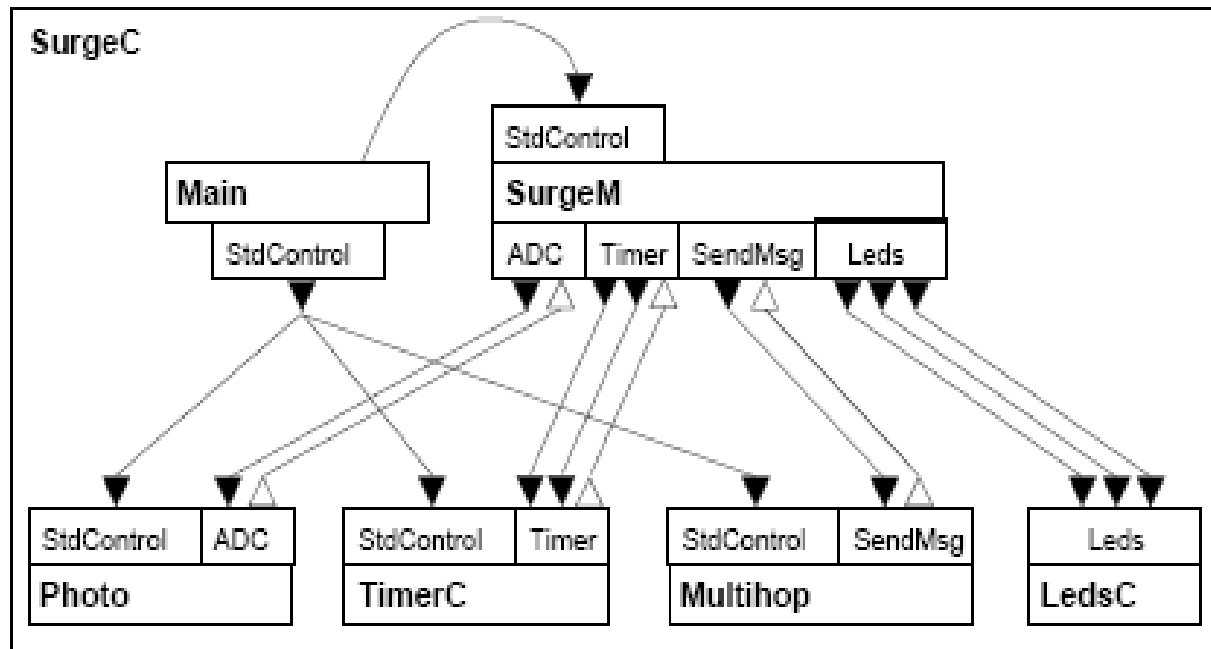 SurgeC
StdControl
Main
SurgeM
StdControl
ADC Timer SendMsg Leds
StdControl ADC StdControl Timer StdControl SendMsg Leds
Photo TimerC Multihop LedsC